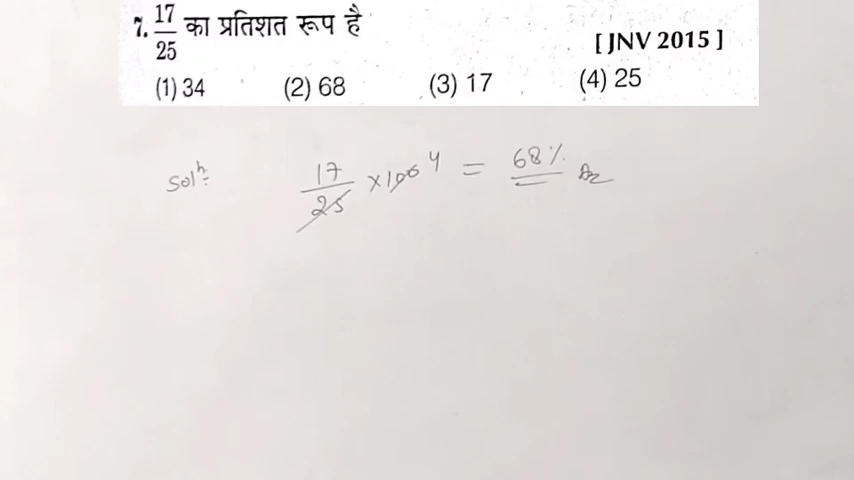 7. 17/25 का प्रतिशत रूप है
[ JNV 2015 ]
(1) 34 (2) 68 (3) 17 (4) 25
Solⁿ:- 17/25 × 100 4 = 68%